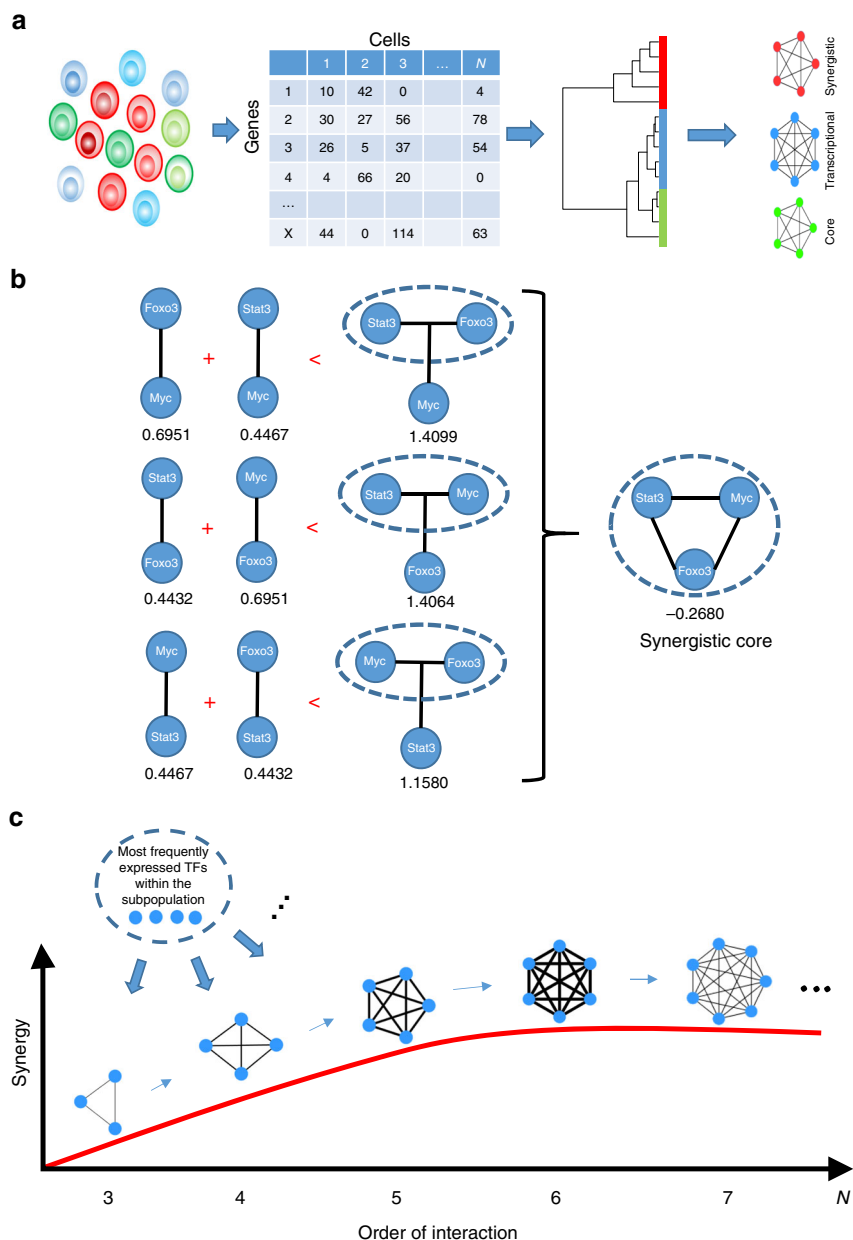 a
Cells
Genes
1 2 3 … N
1 10 42 0 4
2 30 27 56 78
3 26 5 37 54
4 4 66 20 0
…
X 44 0 114 63
Synergistic
Transcriptional
Core
b
Foxo3 Stat3 Stat3 Foxo3
+ <
Myc Myc Myc
0.6951 0.4467 1.4099
Stat3 Myc Stat3 Myc
+ <
Foxo3 Foxo3 Foxo3
0.4432 0.6951 1.4064
Myc Foxo3 Myc Foxo3
+ <
Stat3 Stat3 Stat3
0.4467 0.4432 1.1580
Stat3 Myc
Foxo3
–0.2680
Synergistic core
c
Most frequently
expressed TFs
within the
subpopulation
Synergy
3 4 5 6 7 N
Order of interaction